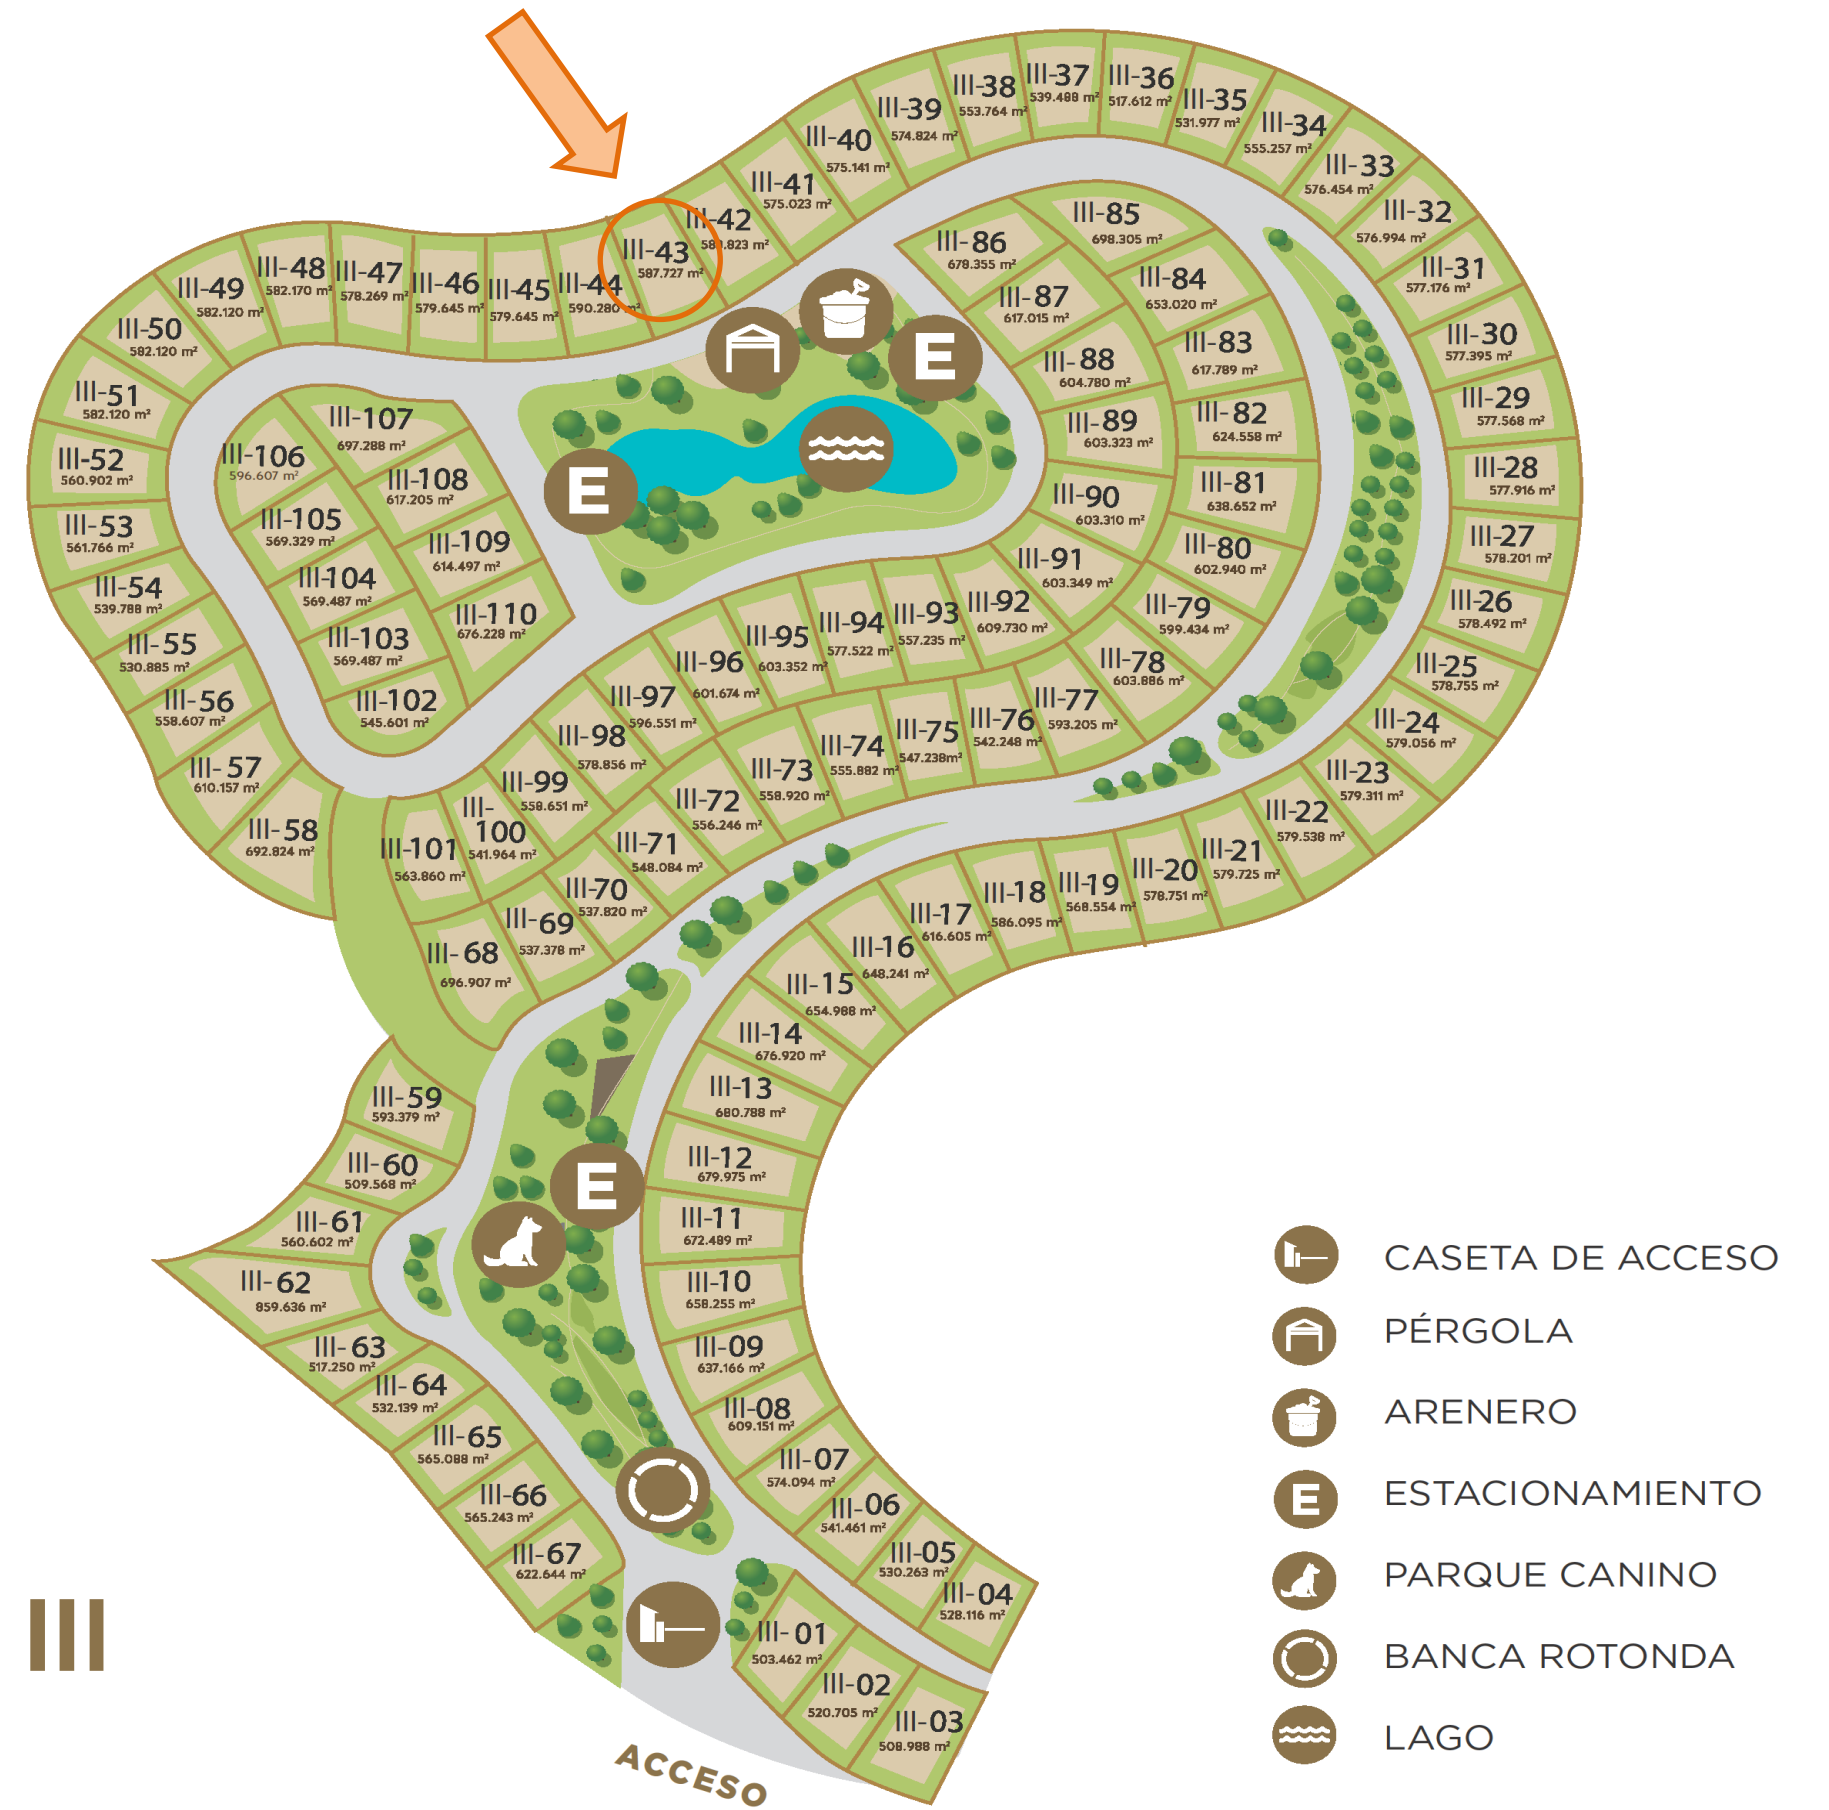 III-37
539.488 m²
III-36
517.612 m²
III-38
553.764 m²
III-35
531.977 m²
III-39
574.824 m²
III-34
555.257 m²
III-40
575.141 m²
III-33
576.454 m²
III-41
575.023 m²
III-32
576.994 m²
III-42
III-43
587.727 m²
III-85
698.305 m²
III-86
678.355 m²
III-31
577.176 m²
III-84
653.020 m²
III-87
617.015 m²
III-48
582.170 m²
III-47
578.269 m²
III-46
579.645 m²
III-45
579.645 m²
III-44
590.280 m²
III-49
582.120 m²
III-50
582.120 m²
III-30
577.395 m²
III-83
617.789 m²
III-88
604.780 m²
E
III-51
582.120 m²
III-29
577.568 m²
III-107
697.288 m²
III-82
624.558 m²
III-89
603.323 m²
III-106
596.607 m²
III-52
560.902 m²
III-28
577.916 m²
III-108
617.205 m²
III-81
638.652 m²
E
III-90
603.310 m²
III-105
569.329 m²
III-53
561.766 m²
III-27
578.201 m²
III-109
614.497 m²
III-80
602.940 m²
III-91
603.349 m²
III-104
569.487 m²
III-54
539.788 m²
III-26
578.492 m²
III-110
676.228 m²
III-92
609.730 m²
III-79
599.434 m²
III-93
557.235 m²
III-94
577.522 m²
III-95
603.352 m²
III-103
569.487 m²
III-55
530.885 m²
III-96
601.674 m²
III-78
603.886 m²
III-25
578.755 m²
III-56
558.607 m²
III-102
545.601 m²
III-97
596.551 m²
III-77
593.205 m²
III-76
542.248 m²
III-24
579.056 m²
III-98
578.856 m²
III-75
547.238m²
III-74
555.882 m²
III-57
610.157 m²
III-73
558.920 m²
III-23
579.311 m²
III-99
558.651 m²
III-72
556.246 m²
III-22
579.538 m²
III-
100
541.964 m²
III-58
692.824 m²
III-101
563.860 m²
III-71
548.084 m²
III-21
579.725 m²
III-20
578.751 m²
III-19
568.554 m²
III-70
537.820 m²
III-18
586.095 m²
III-17
616.605 m²
III-69
537.378 m²
III-68
696.907 m²
III-16
648.241 m²
III-15
654.988 m²
III-14
676.920 m²
III-13
680.788 m²
III-59
593.379 m²
III-12
679.975 m²
III-60
509.568 m²
E
III-11
672.489 m²
III-61
560.602 m²
III-62
859.636 m²
III-10
658.255 m²
III-63
517.250 m²
III-09
637.166 m²
III-64
532.139 m²
III-08
609.151 m²
III-65
565.088 m²
III-07
574.094 m²
III-66
565.243 m²
III-06
541.461 m²
III-67
622.644 m²
III-05
530.263 m²
III-04
528.116 m²
III-01
503.462 m²
III-02
520.705 m²
III-03
508.988 m²
ACCESO
III
CASETA DE ACCESO
PÉRGOLA
ARENERO
E
ESTACIONAMIENTO
PARQUE CANINO
BANCA ROTONDA
LAGO